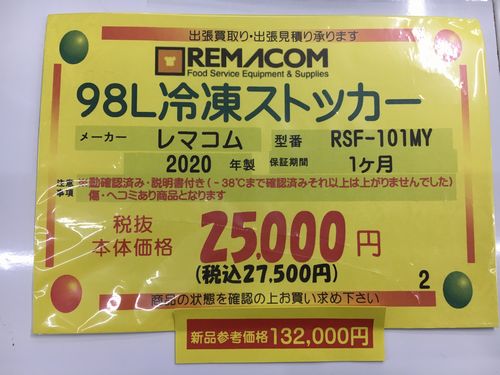 出張買取り・出張見積り承ります
REMACOM
Food Service Equipment & Supplies
98L冷凍ストッカー
メーカー レマコム 型番 RSF-101MY
2020 年製 保証期間 1ヶ月
注意事項 ※動確認済み・説明書付き(-38℃まで確認済みそれ以上は上がりませんでした)
傷・ヘコミあり商品となります
税抜
本体価格 25,000円
(税込27,500円)
2
商品の状態を確認の上お買い求め下さい
新品参考価格132,000円